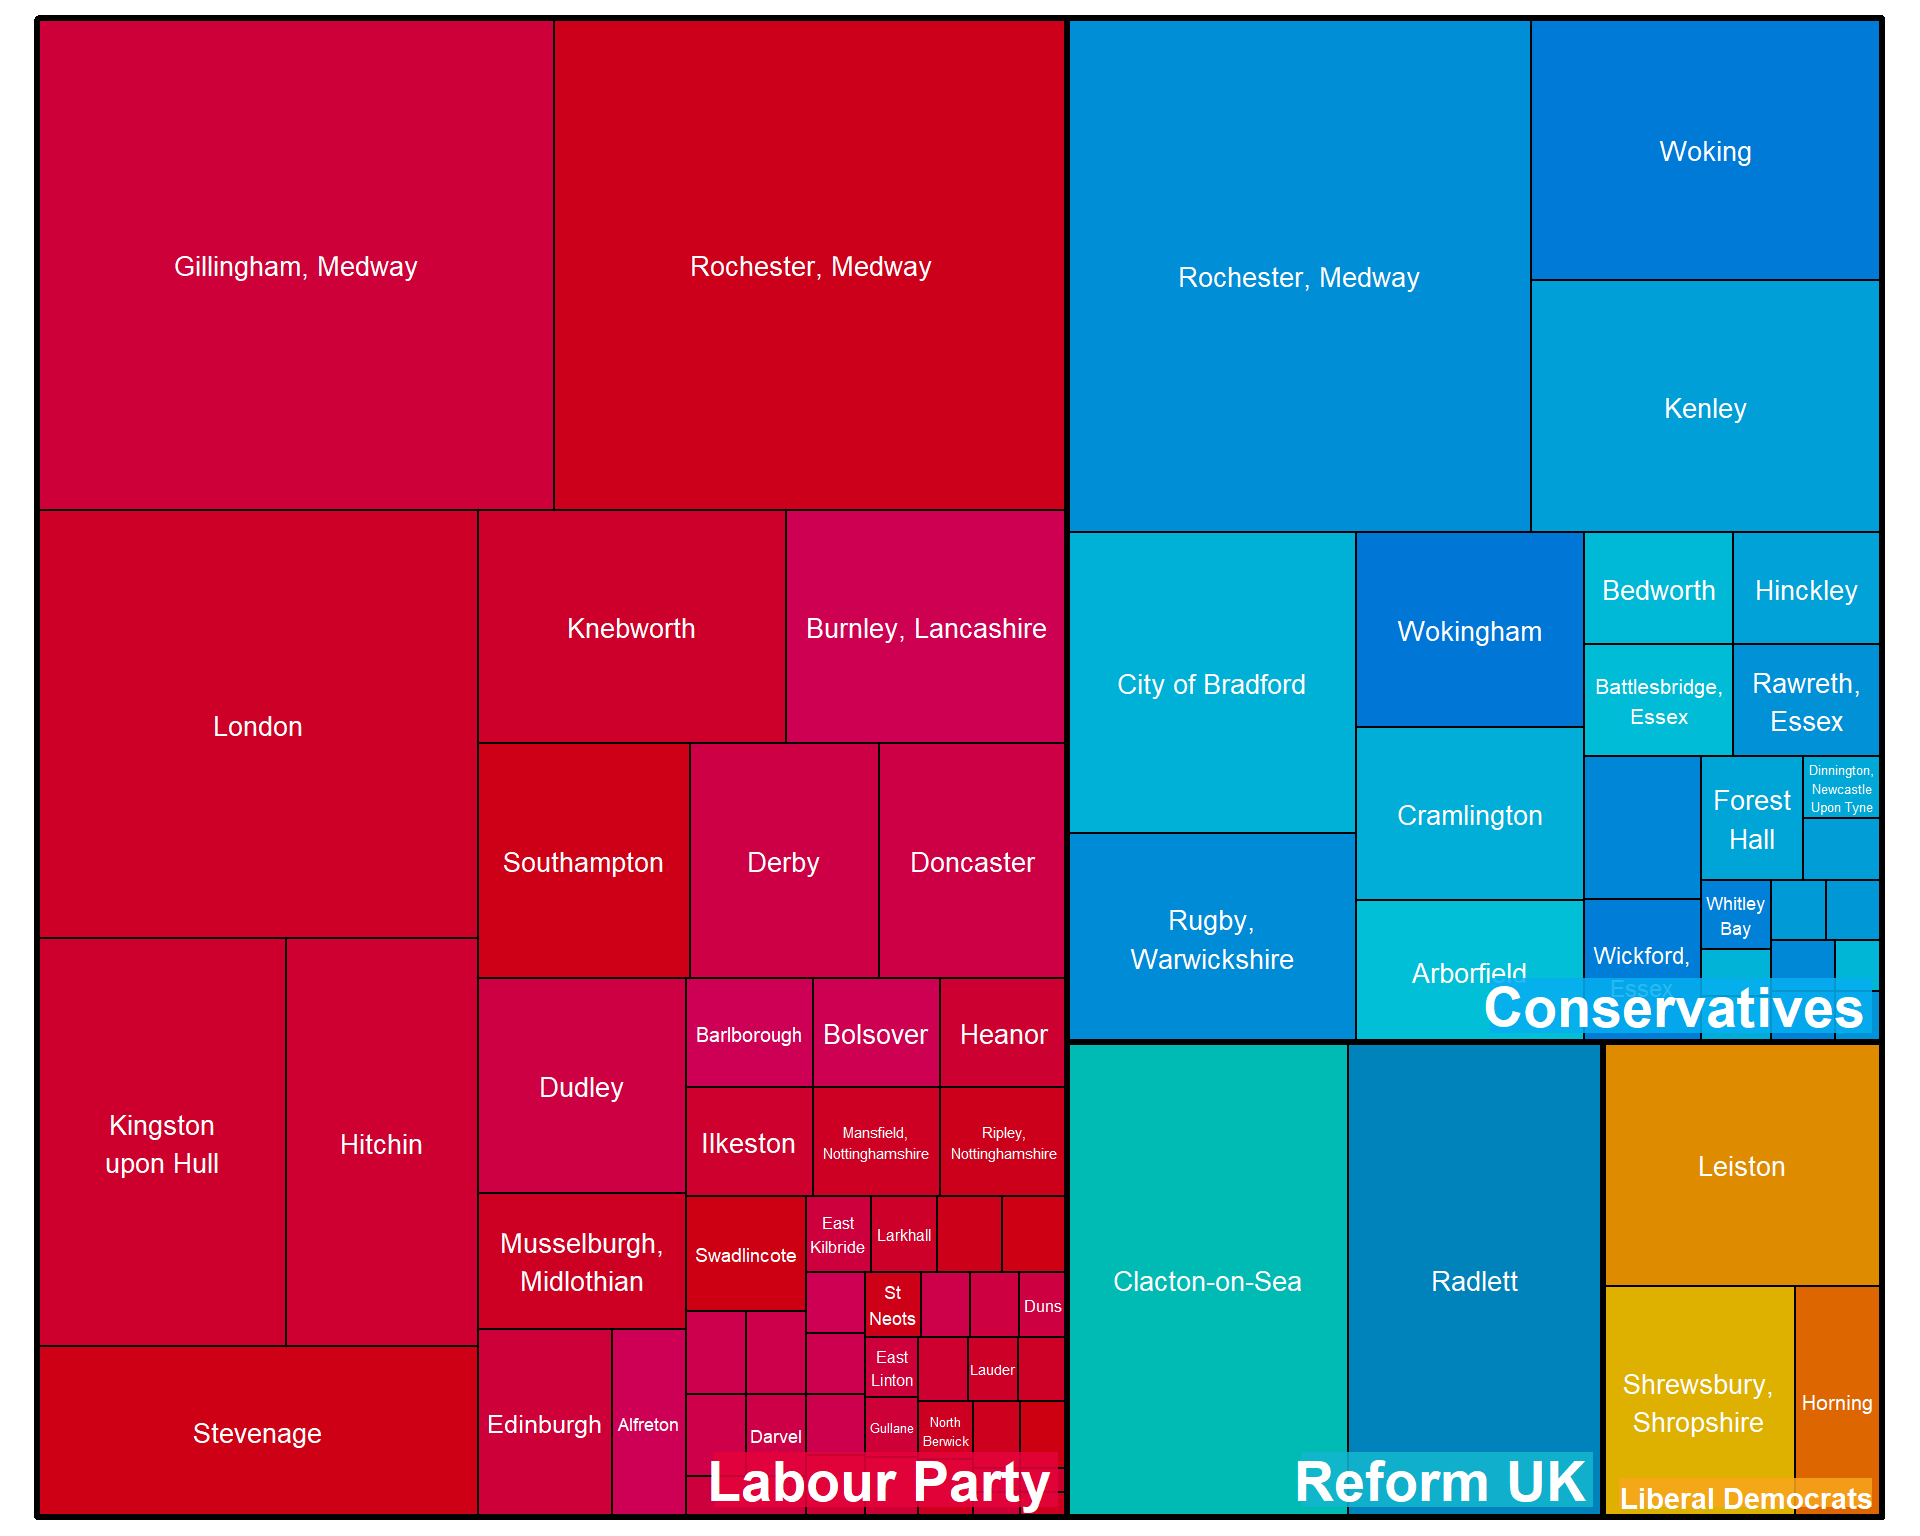 Gillingham, Medway
Rochester, Medway
London
Knebworth
Burnley, Lancashire
Southampton
Derby
Doncaster
Kingston
upon Hull
Hitchin
Stevenage
Dudley
Barlborough
Bolsover
Heanor
Ilkeston
Mansfield,
Nottinghamshire
Ripley,
Nottinghamshire
Musselburgh,
Midlothian
Swadlincote
East
Kilbride
Larkhall
St
Neots
Duns
East
Linton
Lauder
Edinburgh
Alfreton
Darvel
Gullane
North
Berwick
Labour Party
Rochester, Medway
Woking
Kenley
City of Bradford
Wokingham
Bedworth
Hinckley
Battlesbridge,
Essex
Rawreth,
Essex
Cramlington
Forest
Hall
Dinnington,
Newcastle
Upon Tyne
Rugby,
Warwickshire
Arborfield
Wickford,
Essex
Whitley
Bay
Conservatives
Clacton-on-Sea
Radlett
Reform UK
Leiston
Shrewsbury,
Shropshire
Horning
Liberal Democrats